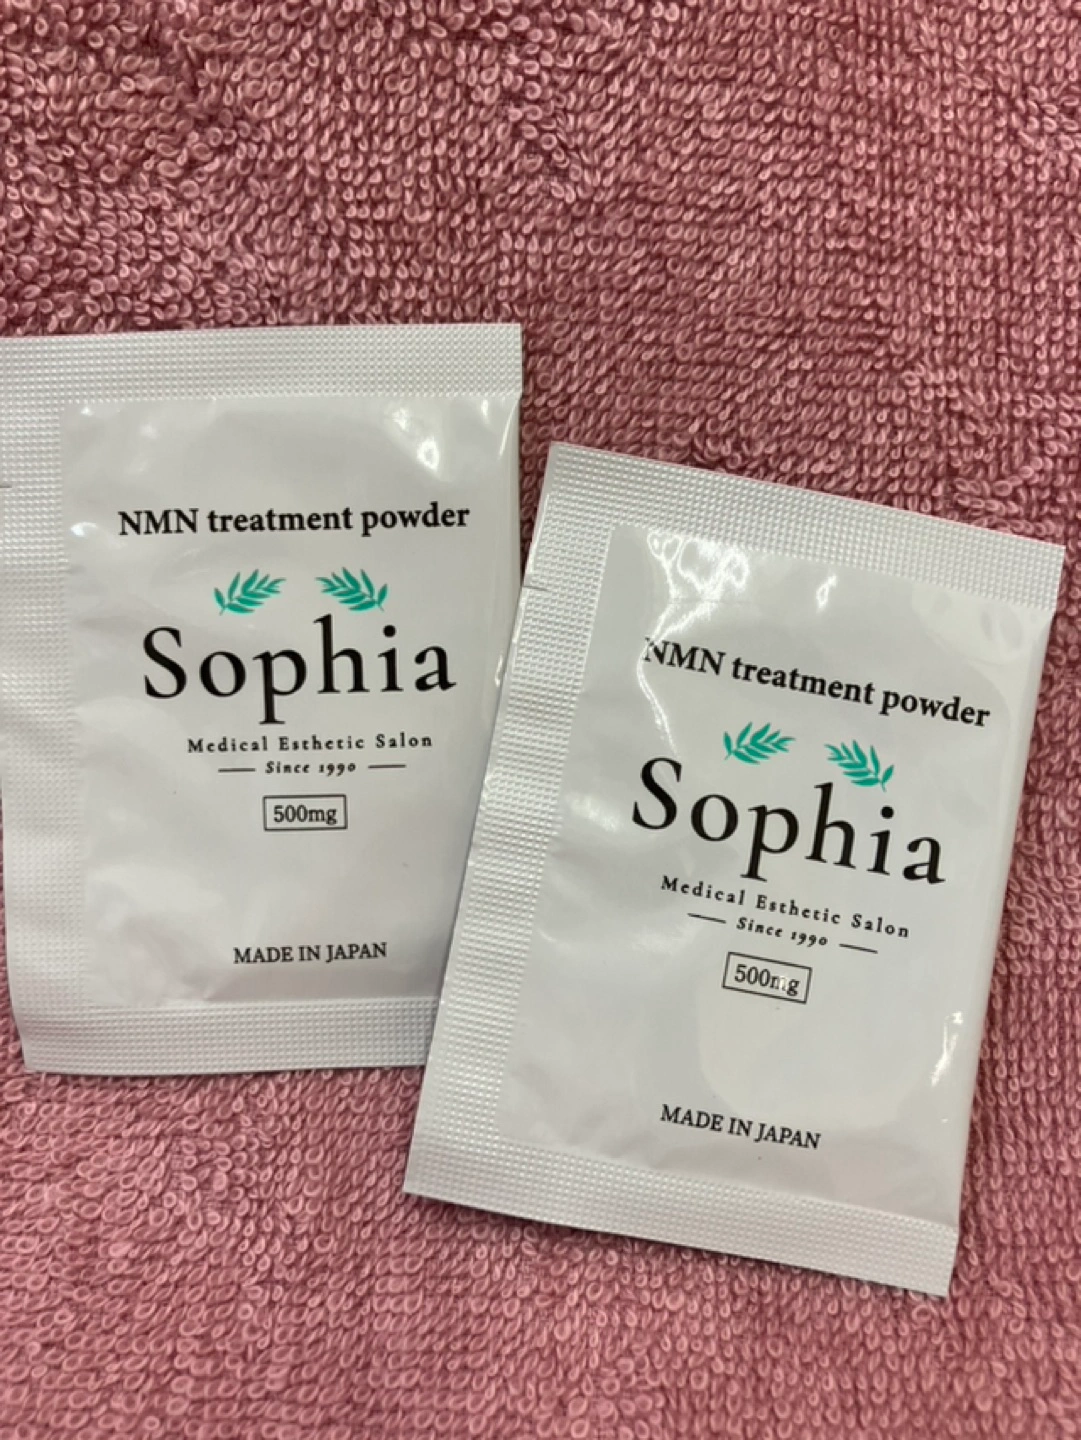 NMN treatment powder
Sophia
Medical Esthetic Salon
Since 1990
500mg
MADE IN JAPAN
NMN treatment powder
Sophia
Medical Esthetic Salon
Since 1990
500mg
MADE IN JAPAN